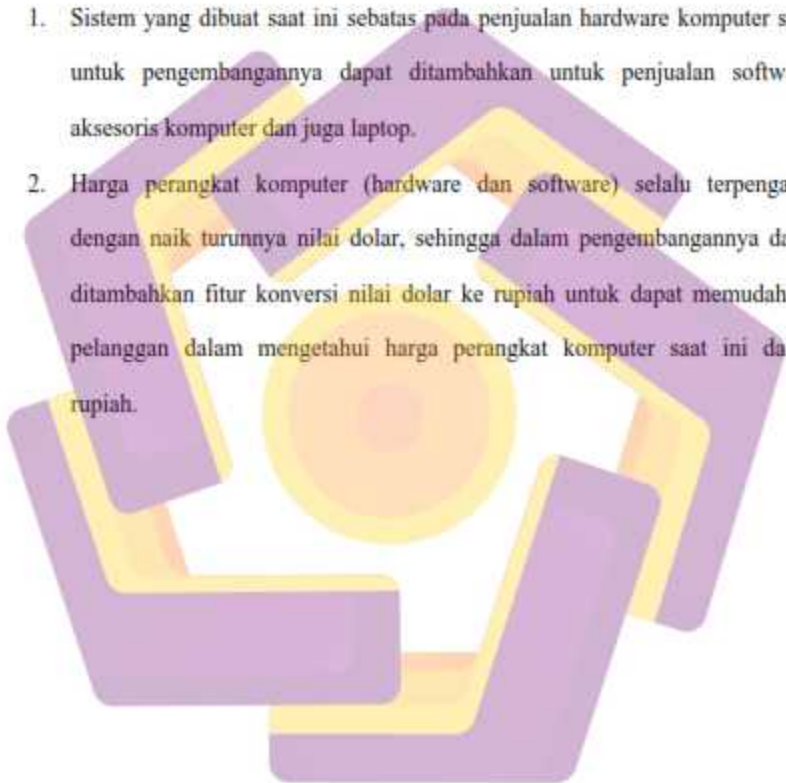 1. Sistem yang dibuat saat ini sebatas pada penjualan hardware komputer s
untuk pengembangannya dapat ditambahkan untuk penjualan softw
aksesoris komputer dan juga laptop.
2. Harga perangkat komputer (hardware dan software) selalu terpenga
dengan naik turunnya nilai dolar, sehingga dalam pengembangannya da
ditambahkan fitur konversi nilai dolar ke rupiah untuk dapat memudah
pelanggan dalam mengetahui harga perangkat komputer saat ini da
rupiah.